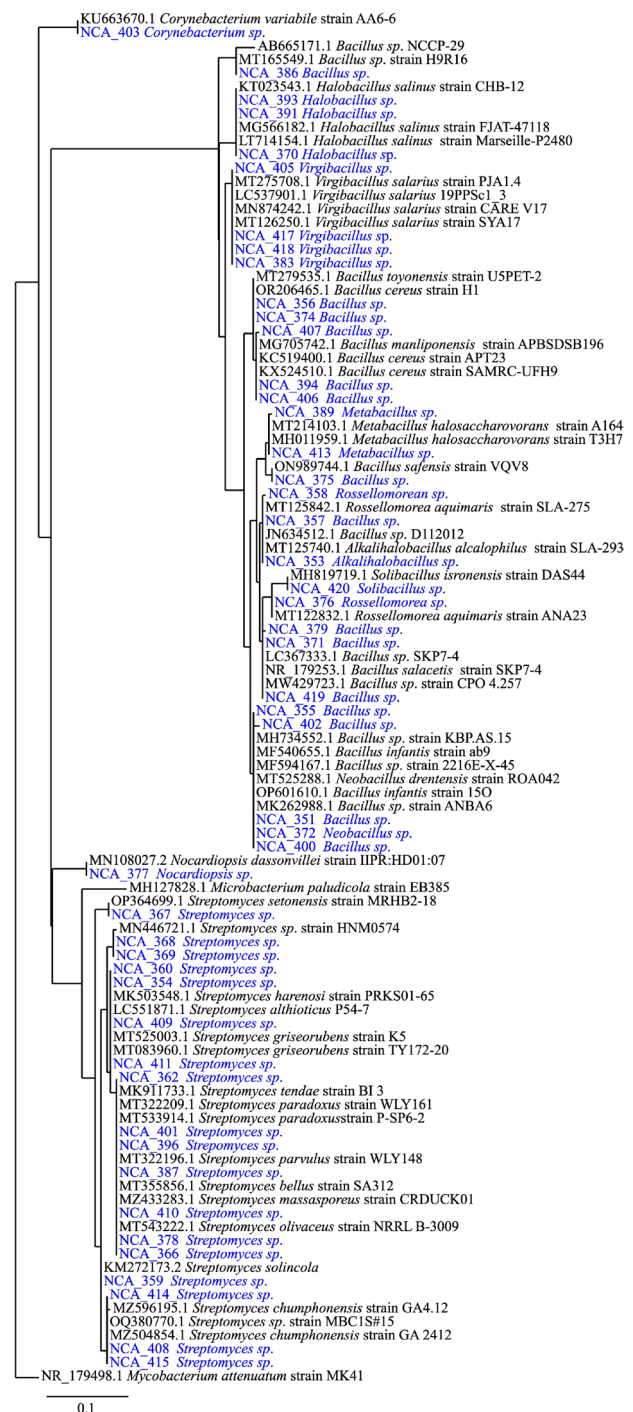 KU663670.1 Corynebacterium variabile strain AA6-6
NCA_403 Corynebacterium sp.
AB665171.1 Bacillus sp. NCCP-29
MT165549.1 Bacillus sp. strain H9R16
NCA_386 Bacillus sp.
KT023543.1 Halobacillus salinus strain CHB-12
NCA_393 Halobacillus sp.
NCA_391 Halobacillus sp.
MG566182.1 Halobacillus salinus strain FJAT-47118
LT714154.1 Halobacillus salinus strain Marseille-P2480
NCA_370 Halobacillus sp.
NCA_405 Virgibacillus sp.
MT275708.1 Virgibacillus salarius strain PJA1.4
LC537901.1 Virgibacillus salarius 19PPSc1_3
MN874242.1 Virgibacillus salarius strain CARE V17
MT126250.1 Virgibacillus salarius strain SYA17
NCA_417 Virgibacillus sp.
NCA_418 Virgibacillus sp.
NCA_383 Virgibacillus sp.
MT279535.1 Bacillus toyonensis strain U5PET-2
OR206465.1 Bacillus cereus strain H1
NCA_356 Bacillus sp.
NCA_374 Bacillus sp.
NCA_407 Bacillus sp.
MG705742.1 Bacillus manliponensis strain APBSDSB196
KC519400.1 Bacillus cereus strain APT23
KX524510.1 Bacillus cereus strain SAMRC-UFH9
NCA_394 Bacillus sp.
NCA_406 Bacillus sp.
NCA_389 Metabacillus sp.
MT214103.1 Metabacillus halosaccharovorans strain A164
MH011959.1 Metabacillus halosaccharovorans strain T3H7
NCA_413 Metabacillus sp.
ON989744.1 Bacillus safensis strain VQV8
NCA_375 Bacillus sp.
NCA_358 Rossellomorean sp.
MT125842.1 Rossellomorea aquimaris strain SLA-275
NCA_357 Bacillus sp.
JN634512.1 Bacillus sp. D112012
MT125740.1 Alkalihalobacillus alcalophilus strain SLA-293
NCA_353 Alkalihalobacillus sp.
MH819719.1 Solibacillus isronensis strain DAS44
NCA_420 Solibacillus sp.
NCA_376 Rossellomorea sp.
MT122832.1 Rossellomorea aquimaris strain ANA23
NCA_379 Bacillus sp.
NCA_371 Bacillus sp.
LC367333.1 Bacillus sp. SKP7-4
NR_179253.1 Bacillus salacetis strain SKP7-4
MW429723.1 Bacillus sp. strain CPO 4.257
NCA_419 Bacillus sp.
NCA_355 Bacillus sp.
NCA_402 Bacillus sp.
MH734552.1 Bacillus sp. strain KBP.AS.15
MF540655.1 Bacillus infantis strain ab9
MF594167.1 Bacillus sp. strain 2216E-X-45
MT525288.1 Neobacillus drentensis strain ROA042
OP601610.1 Bacillus infantis strain 15O
MK262988.1 Bacillus sp. strain ANBA6
NCA_351 Bacillus sp.
NCA_372 Neobacillus sp.
NCA_400 Bacillus sp.
MN108027.2 Nocardiopsis dassonvillei strain IIPR:HD01:07
NCA_377 Nocardiopsis sp.
MH127828.1 Microbacterium paludicola strain EB385
OP364699.1 Streptomyces setonensis strain MRHB2-18
NCA_367 Streptomyces sp.
MN446721.1 Streptomyces sp. strain HNM0574
NCA_368 Streptomyces sp.
NCA_369 Streptomyces sp.
NCA_360 Streptomyces sp.
NCA_354 Streptomyces sp.
MK503548.1 Streptomyces harenosi strain PRKS01-65
LC551871.1 Streptomyces althioticus P54-7
NCA_409 Streptomyces sp.
MT525003.1 Streptomyces griseorubens strain K5
MT083960.1 Streptomyces griseorubens strain TY172-20
NCA_411 Streptomyces sp.
NCA_362 Streptomyces sp.
MK911733.1 Streptomyces tendae strain BI 3
MT322209.1 Streptomyces paradoxus strain WLY161
MT533914.1 Streptomyces paradoxusstrain P-SP6-2
NCA_401 Streptomyces sp.
NCA_396 Streptomyces sp.
MT322196.1 Streptomyces parvulus strain WLY148
NCA_387 Streptomyces sp.
MT355856.1 Streptomyces bellus strain SA312
MZ433283.1 Streptomyces massasporeus strain CRDUCK01
NCA_410 Streptomyces sp.
MT543222.1 Streptomyces olivaceus strain NRRL B-3009
NCA_378 Streptomyces sp.
NCA_366 Streptomyces sp.
KM272173.2 Streptomyces solincola
NCA_359 Streptomyces sp.
NCA_414 Streptomyces sp.
MZ596195.1 Streptomyces chumphonensis strain GA4.12
OQ380770.1 Streptomyces sp. strain MBC1S#15
MZ504854.1 Streptomyces chumphonensis strain GA 2412
NCA_408 Streptomyces sp.
NCA_415 Streptomyces sp.
NR_179498.1 Mycobacterium attenuatum strain MK41
0.1